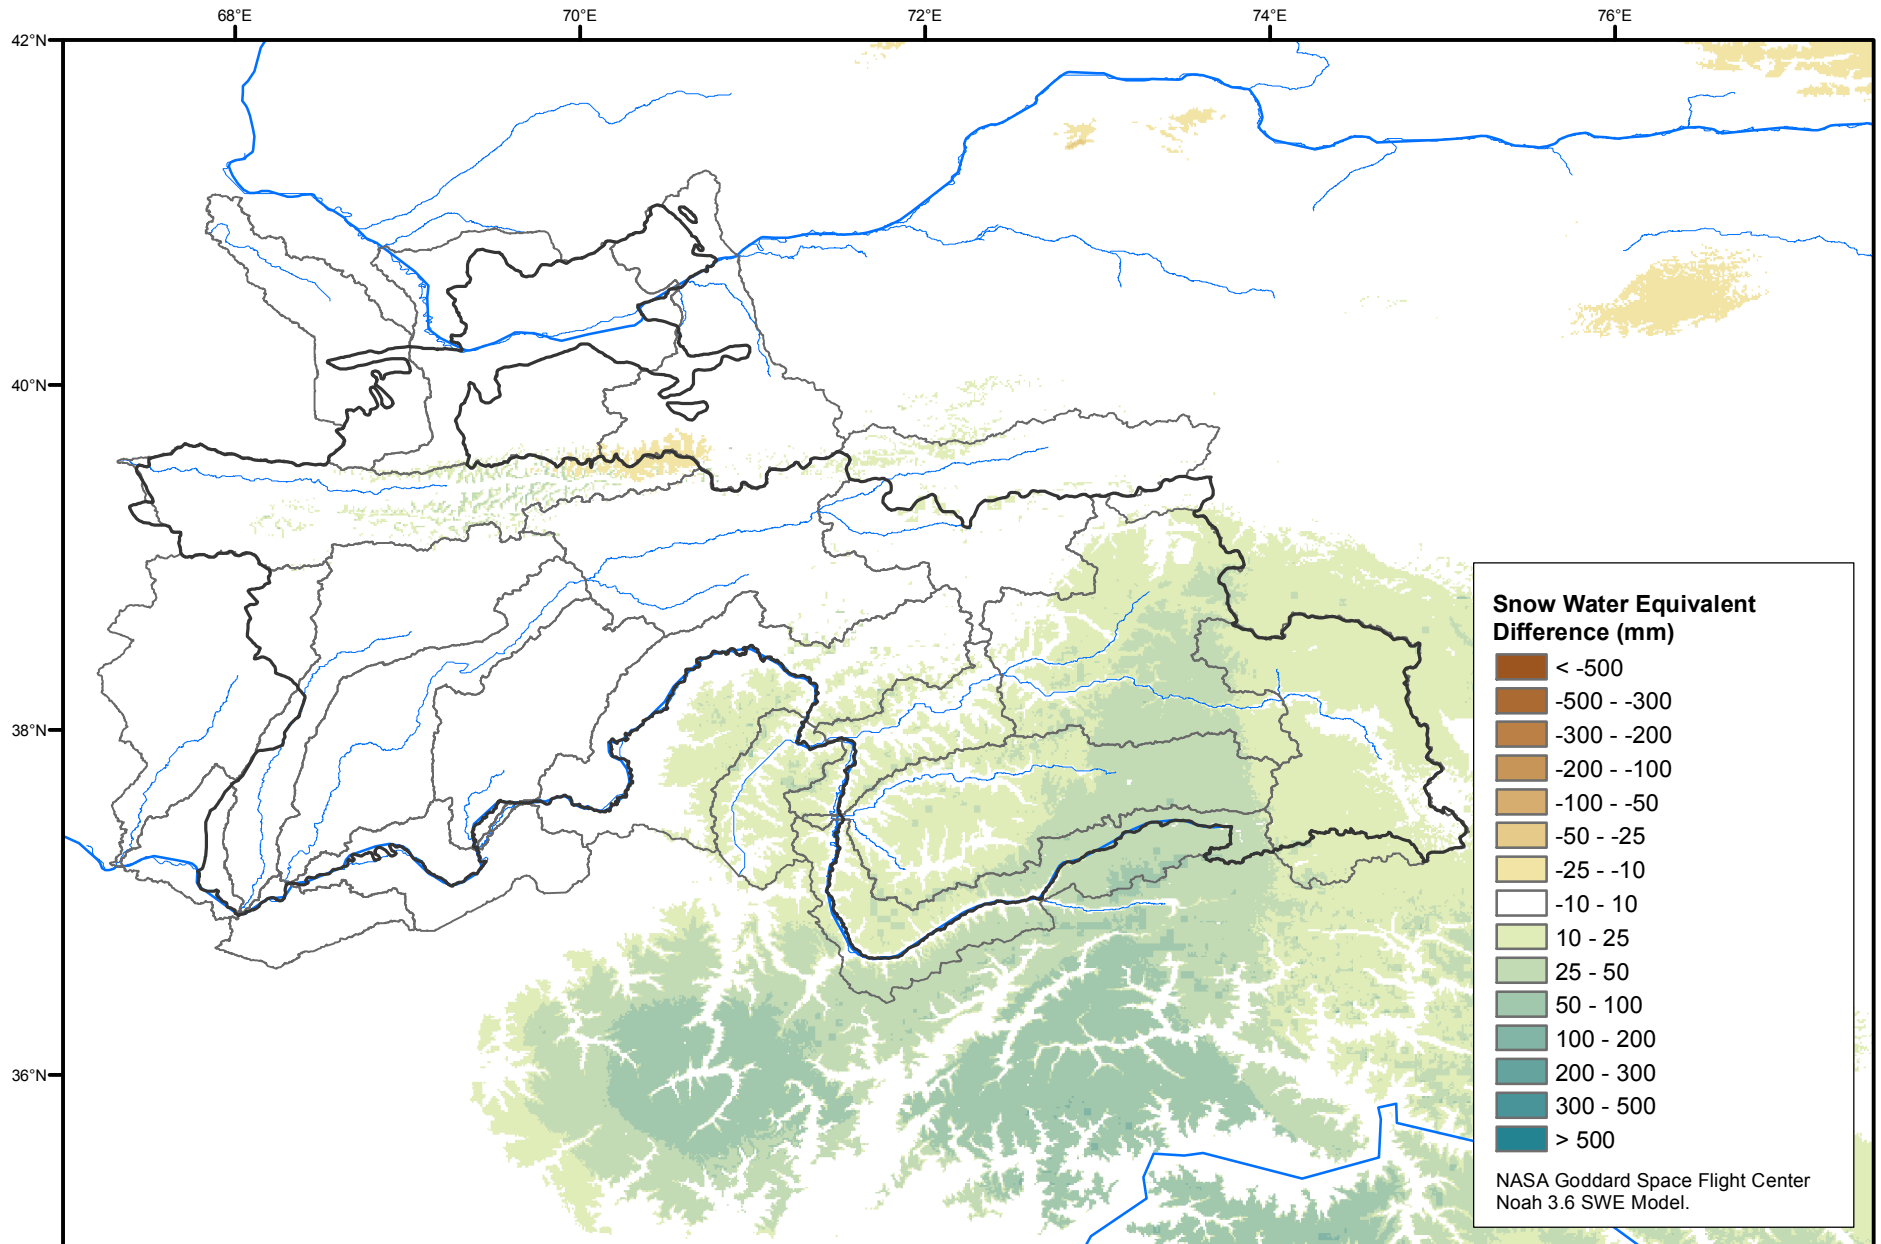 68°E 70°E 72°E 74°E 76°E
42°N
40°N
38°N
36°N
Snow Water Equivalent
Difference (mm)
< -500
-500 - -300
-300 - -200
-200 - -100
-100 - -50
-50 - -25
-25 - -10
-10 - 10
10 - 25
25 - 50
50 - 100
100 - 200
200 - 300
300 - 500
> 500
NASA Goddard Space Flight Center
Noah 3.6 SWE Model.